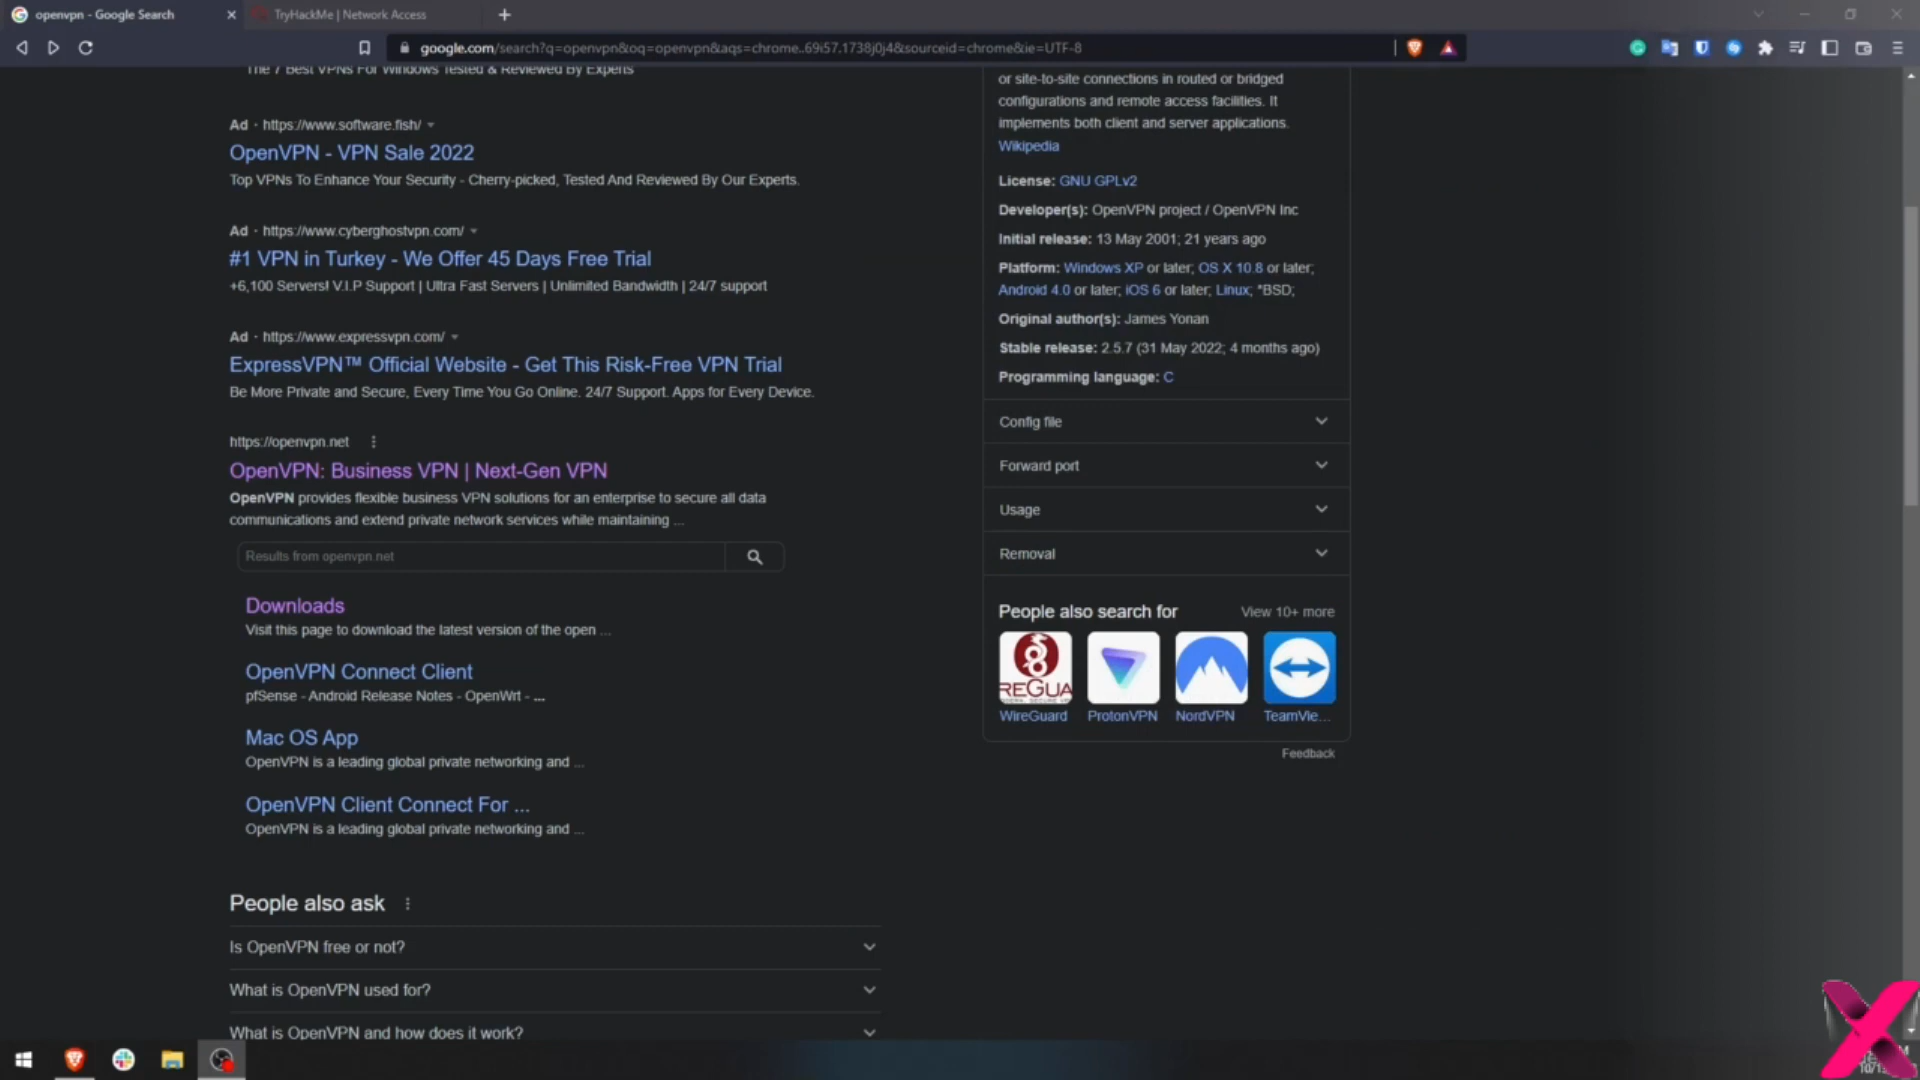 openvpn - Google Search
TryHackMe | Network Access
google.com/search?q=openvpn&oq=openvpn&aqs=chrome..69i57.1738j0j4&sourceid=chrome&ie=UTF-8
The 7 Best VPNs For Windows Tested & Reviewed By Experts
Ad · https://www.software.fish/
OpenVPN - VPN Sale 2022
Top VPNs To Enhance Your Security - Cherry-picked, Tested And Reviewed By Our Experts.
Ad · https://www.cyberghostvpn.com/
#1 VPN in Turkey - We Offer 45 Days Free Trial
+6,100 Servers! V.I.P Support | Ultra Fast Servers | Unlimited Bandwidth | 24/7 support
Ad · https://www.expressvpn.com/
ExpressVPN™ Official Website - Get This Risk-Free VPN Trial
Be More Private and Secure, Every Time You Go Online. 24/7 Support. Apps for Every Device.
https://openvpn.net
OpenVPN: Business VPN | Next-Gen VPN
OpenVPN provides flexible business VPN solutions for an enterprise to secure all data
communications and extend private network services while maintaining ...
Results from openvpn.net
Downloads
Visit this page to download the latest version of the open ...
OpenVPN Connect Client
pfSense - Android Release Notes - OpenWrt - ...
Mac OS App
OpenVPN is a leading global private networking and ...
OpenVPN Client Connect For ...
OpenVPN is a leading global private networking and ...
People also ask
Is OpenVPN free or not?
What is OpenVPN used for?
What is OpenVPN and how does it work?
or site-to-site connections in routed or bridged
configurations and remote access facilities. It
implements both client and server applications.
Wikipedia
License: GNU GPLv2
Developer(s): OpenVPN project / OpenVPN Inc
Initial release: 13 May 2001; 21 years ago
Platform: Windows XP or later; OS X 10.8 or later;
Android 4.0 or later; iOS 6 or later; Linux; *BSD;
Original author(s): James Yonan
Stable release: 2.5.7 (31 May 2022; 4 months ago)
Programming language: C
Config file
Forward port
Usage
Removal
People also search for
View 10+ more
REGUA
WireGuard
ProtonVPN
NordVPN
TeamVie...
Feedback
X